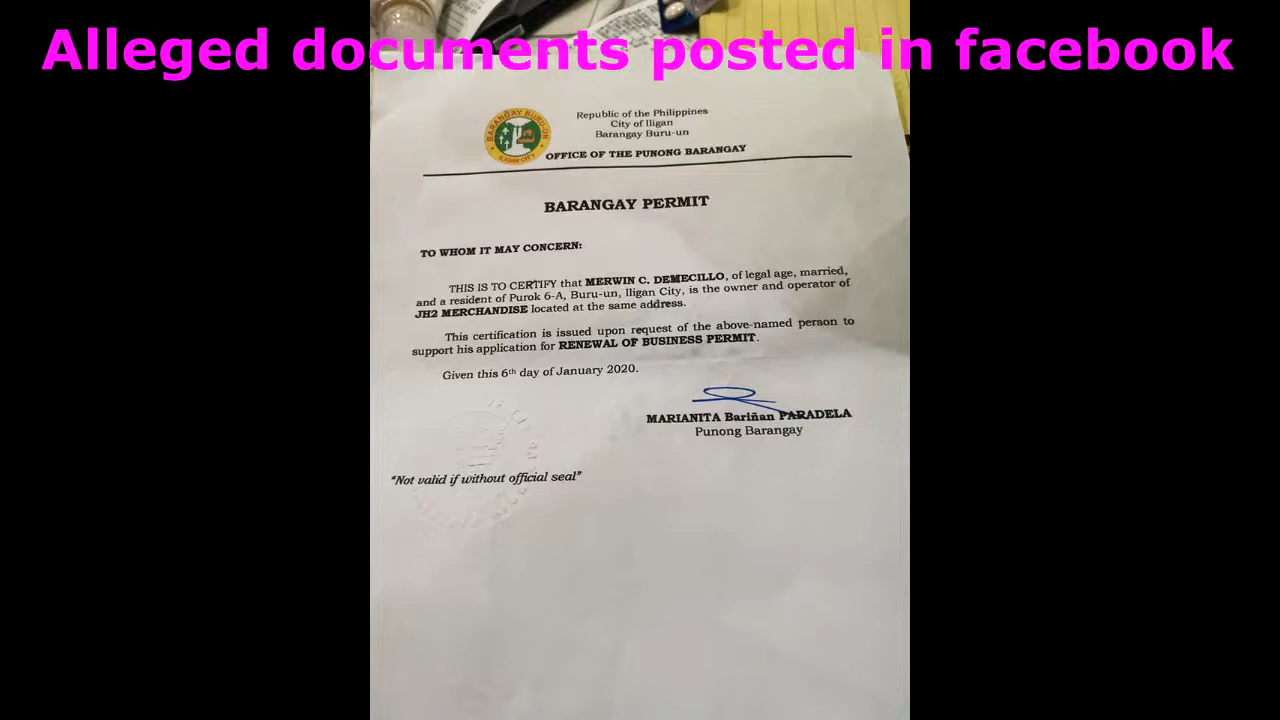 Alleged documents posted in facebook
BARANGAY BURU-UN
ILIGAN CITY
Republic of the Philippines
City of Iligan
Barangay Buru-un
OFFICE OF THE PUNONG BARANGAY
BARANGAY PERMIT
TO WHOM IT MAY CONCERN:
THIS IS TO CERTIFY that MERWIN C. DEMECILLO, of legal age, married,
and a resident of Purok 6-A, Buru-un, Iligan City, is the owner and operator of
JH2 MERCHANDISE located at the same address.
This certification is issued upon request of the above-named person to
support his application for RENEWAL OF BUSINESS PERMIT.
Given this 6th day of January 2020.
MARIANITA Bariñan PARADELA
Punong Barangay
"Not valid if without official seal"